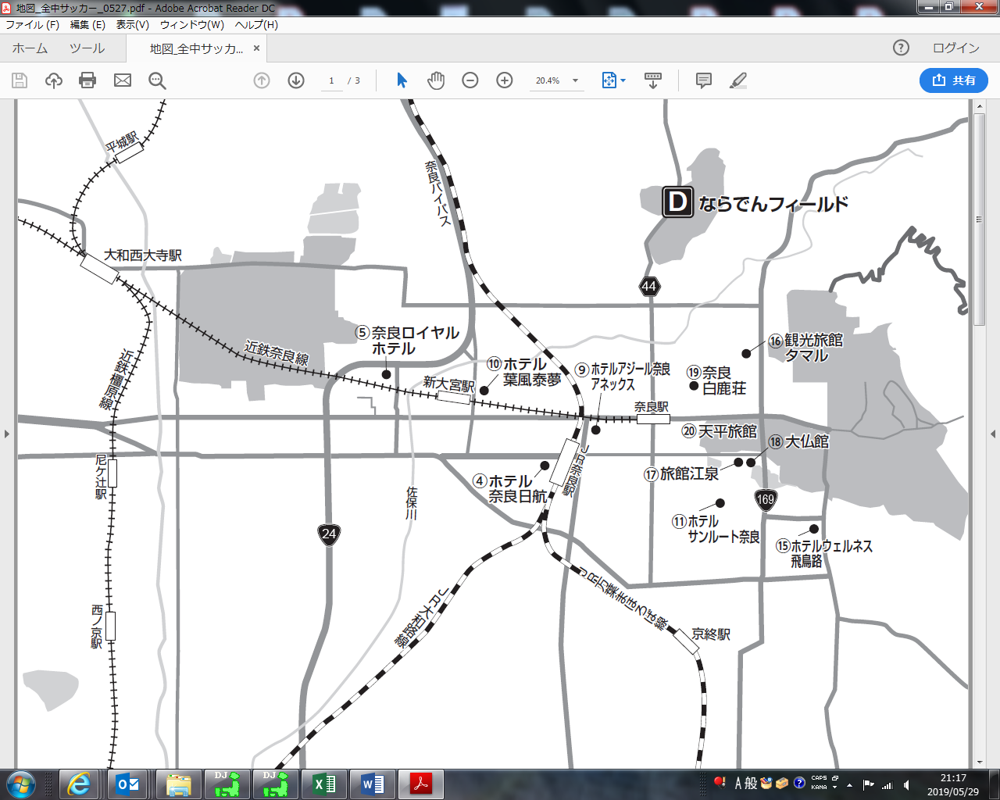 地図_全中サッカー_0527.pdf - Adobe Acrobat Reader DC
ファイル (F) 編集 (E) 表示(V) ウィンドウ(W) ヘルプ(H)
ホーム ツール 地図_全中サッカ... × ? ログイン
1 / 3 20.4% 共有
平城駅
奈良バイパス
D ならでんフィールド
大和西大寺駅
44
⑤奈良ロイヤル
ホテル
近鉄奈良線
近鉄橿原線
⑩ホテル
葉風泰夢
新大宮駅
⑨ホテルアジール奈良
アネックス
⑯観光旅館
タマル
⑲奈良
白鹿荘
奈良駅
⑳天平旅館
⑱大仏館
尼ケ辻駅
④ホテル
奈良日航
JR奈良駅
⑰旅館江泉
佐保川
169
⑪ホテル
サンルート奈良
24
⑮ホテルウェルネス
飛鳥路
JR万葉まほろば線
JR大和路線
西ノ京駅
京終駅
DJ DJ
A 般 CAPS
KANA
21:17
2019/05/29